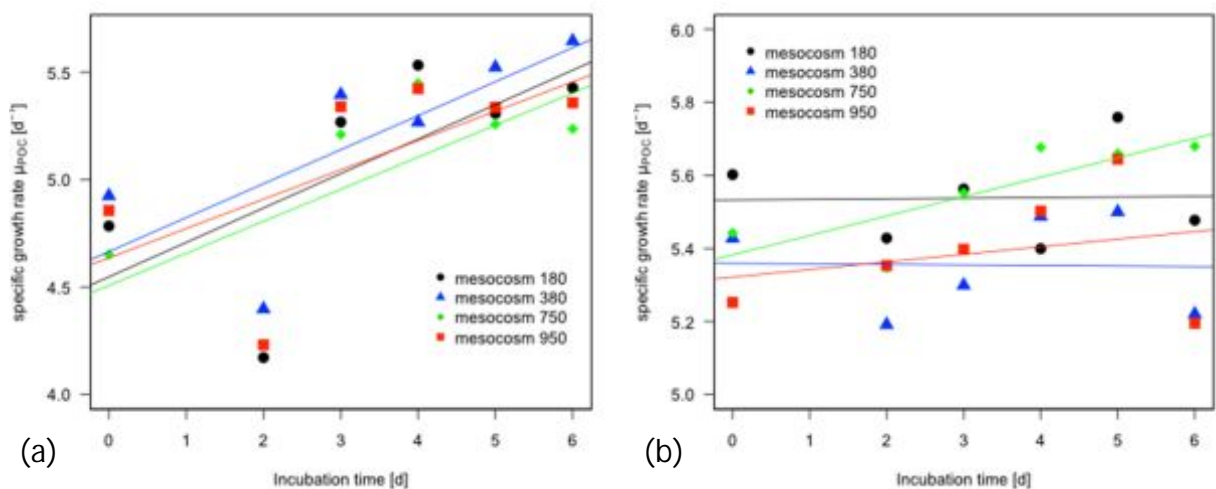 specific growth rate μPOC [d⁻¹]
5.5
5.0
4.5
4.0
mesocosm 180
mesocosm 380
mesocosm 750
mesocosm 950
0 1 2 3 4 5 6
Incubation time [d]
(a)
specific growth rate μPOC [d⁻¹]
6.0
5.8
5.6
5.4
5.2
5.0
mesocosm 180
mesocosm 380
mesocosm 750
mesocosm 950
0 1 2 3 4 5 6
Incubation time [d]
(b)